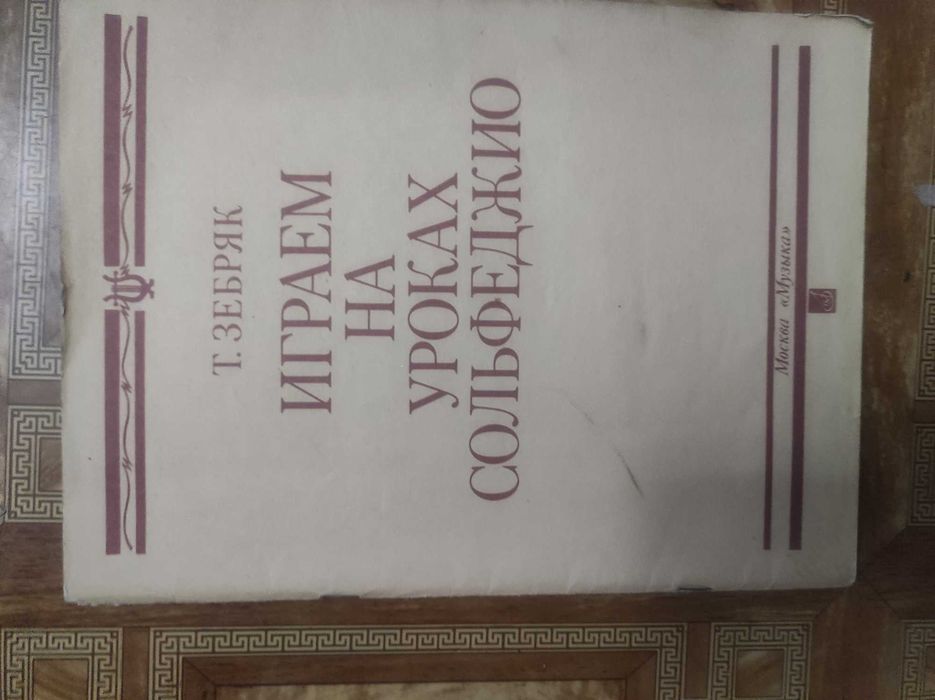 Т. ЗЕБРЯК
ИГРАЕМ
НА
УРОКАХ
СОЛЬФЕДЖИО
Москва «Музыка»